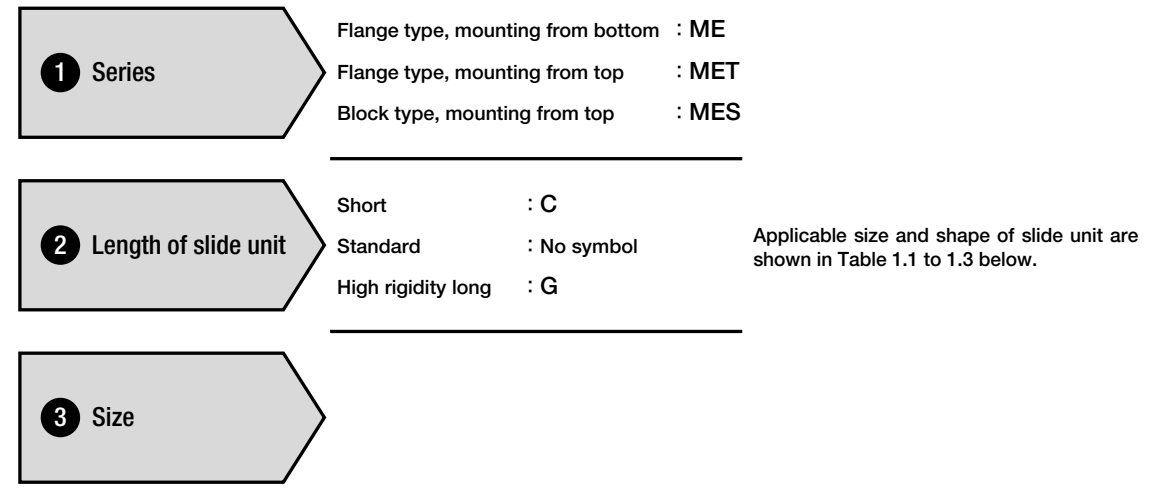 1 Series
Flange type, mounting from bottom : ME
Flange type, mounting from top : MET
Block type, mounting from top : MES
2 Length of slide unit
Short : C
Standard : No symbol
High rigidity long : G
Applicable size and shape of slide unit are
shown in Table 1.1 to 1.3 below.
3 Size